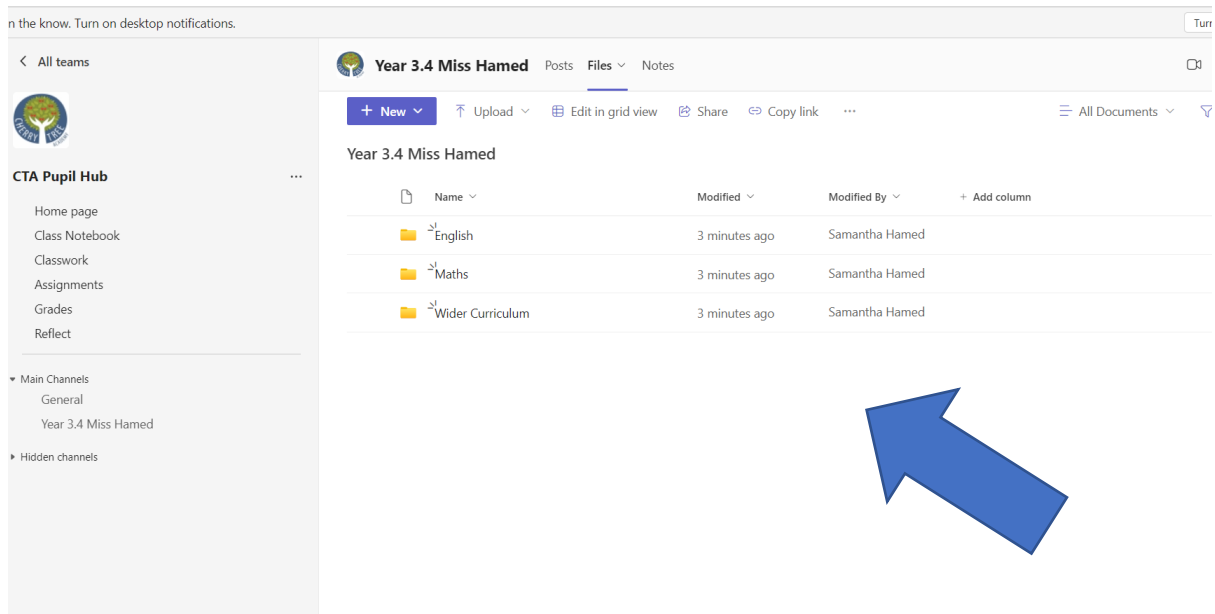 n the know. Turn on desktop notifications.
Turr
All teams
CHERRY TREE
ACADEMY
CTA Pupil Hub
...
Home page
Class Notebook
Classwork
Assignments
Grades
Reflect
Main Channels
General
Year 3.4 Miss Hamed
Hidden channels
Year 3.4 Miss Hamed Posts Files Notes
+ New Upload Edit in grid view Share Copy link ... All Documents
Year 3.4 Miss Hamed
Name Modified Modified By + Add column
English 3 minutes ago Samantha Hamed
Maths 3 minutes ago Samantha Hamed
Wider Curriculum 3 minutes ago Samantha Hamed